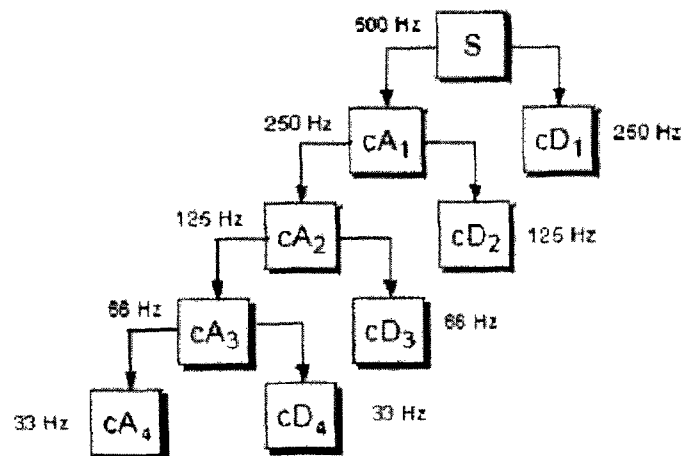 500 Hz S
250 Hz cA1 cD1 250 Hz
125 Hz cA2 cD2 125 Hz
66 Hz cA3 cD3 66 Hz
33 Hz cA4 cD4 33 Hz